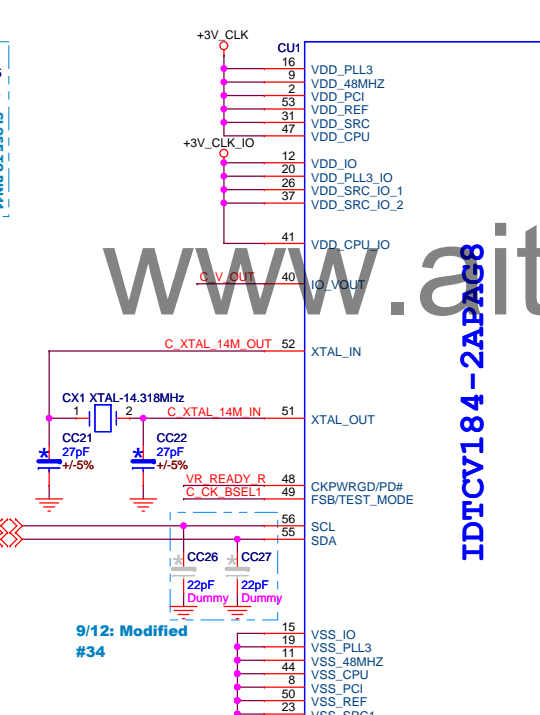 +3V_CLK
CU1
16 VDD_PLL3
9 VDD_48MHZ
2 VDD_PCI
53 VDD_REF
31 VDD_SRC
47 VDD_CPU
+3V_CLK_IO
12 VDD_IO
20 VDD_PLL3_IO
26 VDD_SRC_IO_1
37 VDD_SRC_IO_2
41 VDD_CPU_IO
www.ait
C_V_OUT 40 IO_VOUT
IDTCV184-2APAG8
C_XTAL_14M_OUT 52 XTAL_IN
CX1 XTAL-14.318MHz
1 2 C_XTAL_14M_IN 51 XTAL_OUT
CC21 CC22
* 27pF * 27pF
+/-5% +/-5%
VR_READY_R 48 CKPWRGD/PD#
C_CK_BSEL1 49 FSB/TEST_MODE
56 SCL
55 SDA
* CC26 * CC27
22pF 22pF
Dummy Dummy
9/12: Modified
#34
15 VSS_IO
19 VSS_PLL3
11 VSS_48MHZ
44 VSS_CPU
8 VSS_PCI
50 VSS_REF
23 VSS_SRC1